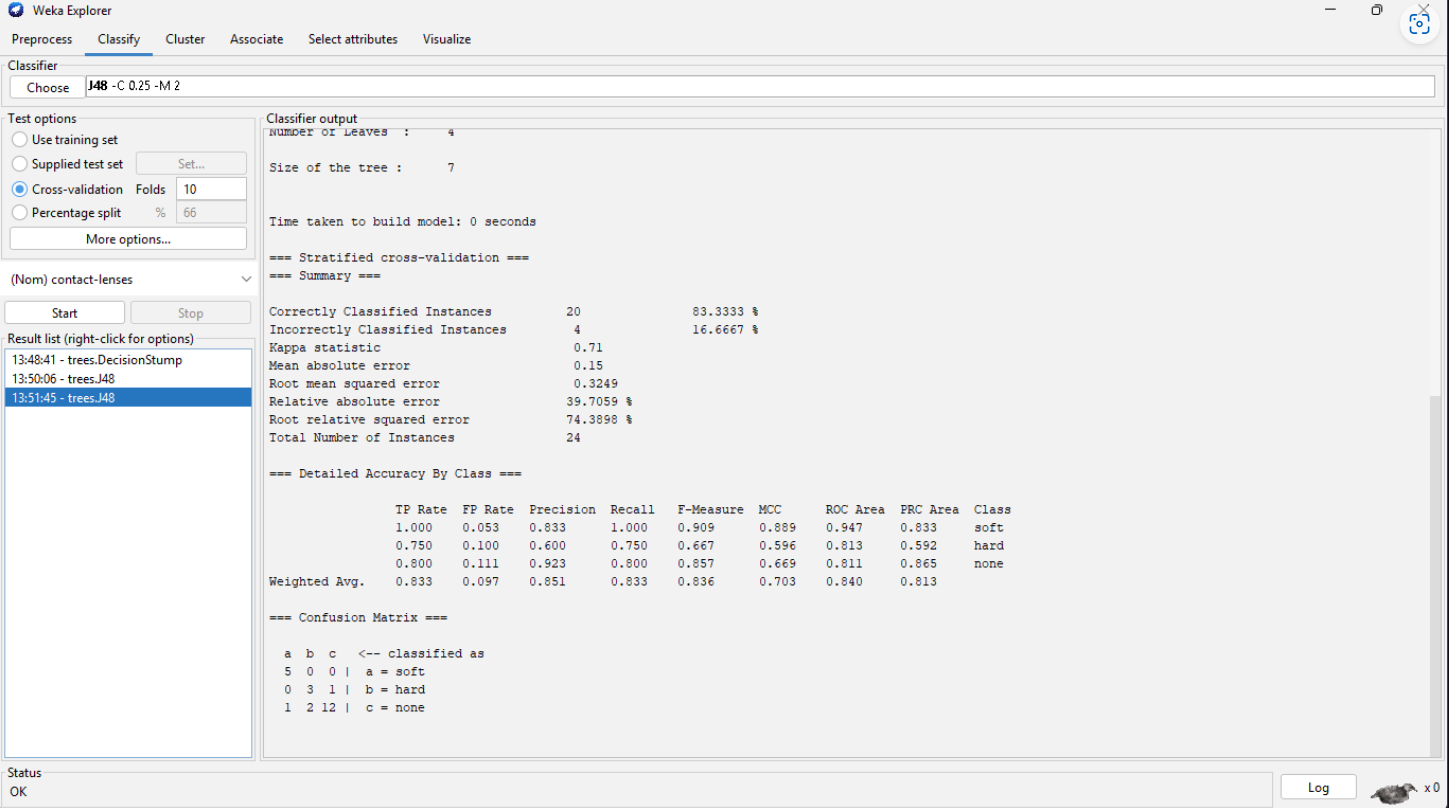 Weka Explorer
Preprocess Classify Cluster Associate Select attributes Visualize
Classifier
Choose J48 -C 0.25 -M 2
Test options
Use training set
Supplied test set Set...
Cross-validation Folds 10
Percentage split % 66
More options...
(Nom) contact-lenses
Start Stop
Result list (right-click for options)
13:48:41 - trees.DecisionStump
13:50:06 - trees.J48
13:51:45 - trees.J48
Classifier output
Number of Leaves : 4
Size of the tree : 7
Time taken to build model: 0 seconds
=== Stratified cross-validation ===
=== Summary ===
Correctly Classified Instances 20 83.3333 %
Incorrectly Classified Instances 4 16.6667 %
Kappa statistic 0.71
Mean absolute error 0.15
Root mean squared error 0.3249
Relative absolute error 39.7059 %
Root relative squared error 74.3898 %
Total Number of Instances 24
=== Detailed Accuracy By Class ===
TP Rate FP Rate Precision Recall F-Measure MCC ROC Area PRC Area Class
1.000 0.053 0.833 1.000 0.909 0.889 0.947 0.833 soft
0.750 0.100 0.600 0.750 0.667 0.596 0.813 0.592 hard
0.800 0.111 0.923 0.800 0.857 0.669 0.811 0.865 none
Weighted Avg. 0.833 0.097 0.851 0.833 0.836 0.703 0.840 0.813
=== Confusion Matrix ===
a b c <-- classified as
5 0 0 | a = soft
0 3 1 | b = hard
1 2 12 | c = none
Status
OK
Log
x 0